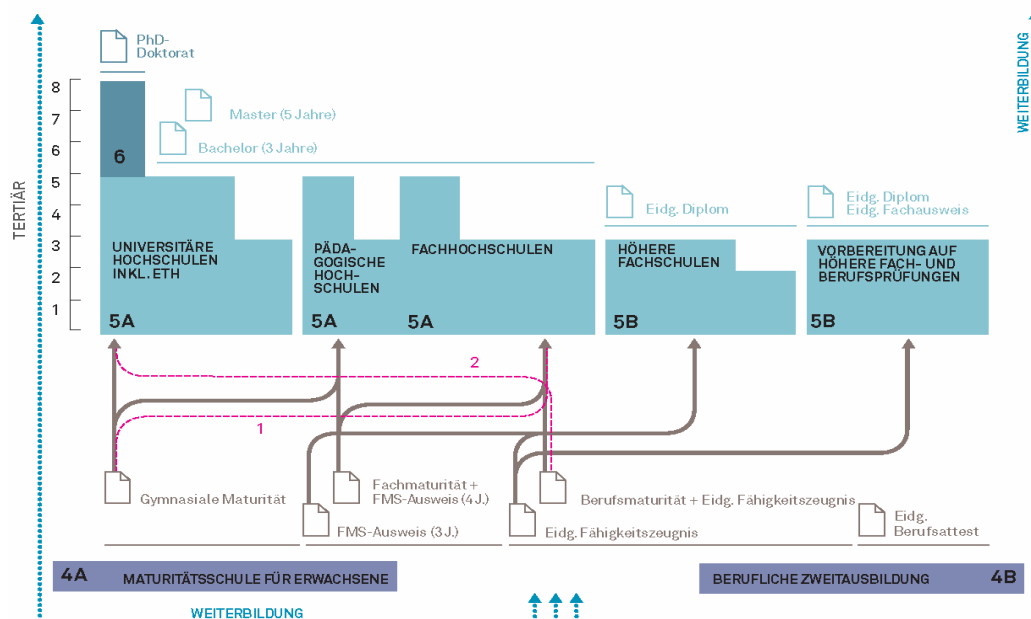 PhD-
Doktorat
WEITERBILDUNG
TERTIÄR
8
7
6
5
4
3
2
1
Master (5 Jahre)
Bachelor (3 Jahre)
6
Eidg. Diplom
Eidg. Diplom
Eidg. Fachausweis
UNIVERSITÄRE
HOCHSCHULEN
INKL. ETH
5A
PÄDA-
GOGISCHE
HOCH-
SCHULEN
5A
FACHHOCHSCHULEN
5A
HÖHERE
FACHSCHULEN
5B
VORBEREITUNG AUF
HÖHERE FACH- UND
BERUFSPRÜFUNGEN
5B
2
1
Gymnasiale Maturität
Fachmaturität +
FMS-Ausweis (4 J.)
Berufsmaturität + Eidg. Fähigkeitszeugnis
FMS-Ausweis (3 J.)
Eidg. Fähigkeitszeugnis
Eidg.
Berufsattest
4A MATURITÄTSSCHULE FÜR ERWACHSENE
BERUFLICHE ZWEITAUSBILDUNG 4B
WEITERBILDUNG